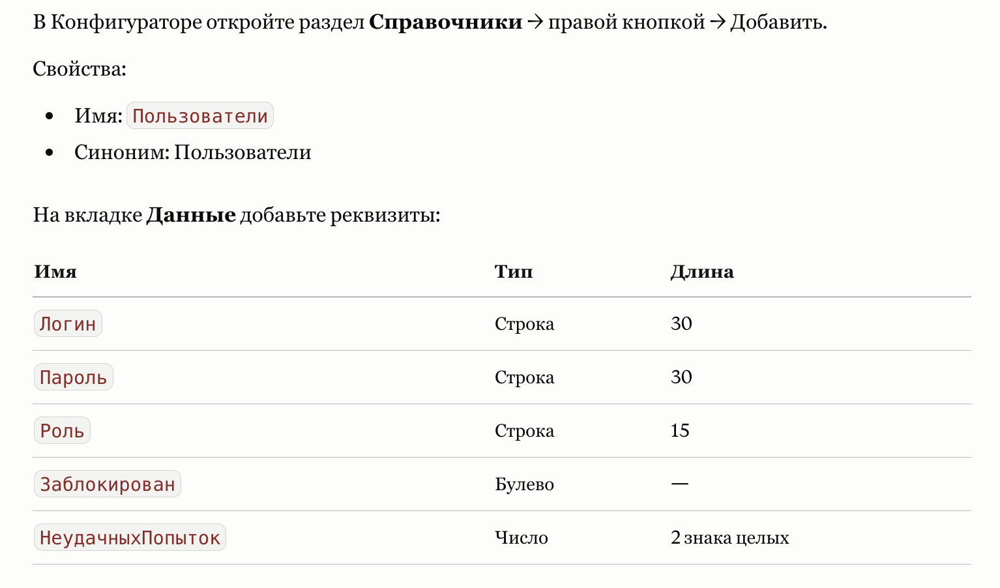 В Конфигураторе откройте раздел Справочники → правой кнопкой → Добавить.
Свойства:
• Имя: Пользователи
• Синоним: Пользователи
На вкладке Данные добавьте реквизиты:
Имя Тип Длина
Логин Строка 30
Пароль Строка 30
Роль Строка 15
Заблокирован Булево —
НеудачныхПопыток Число 2 знака целых